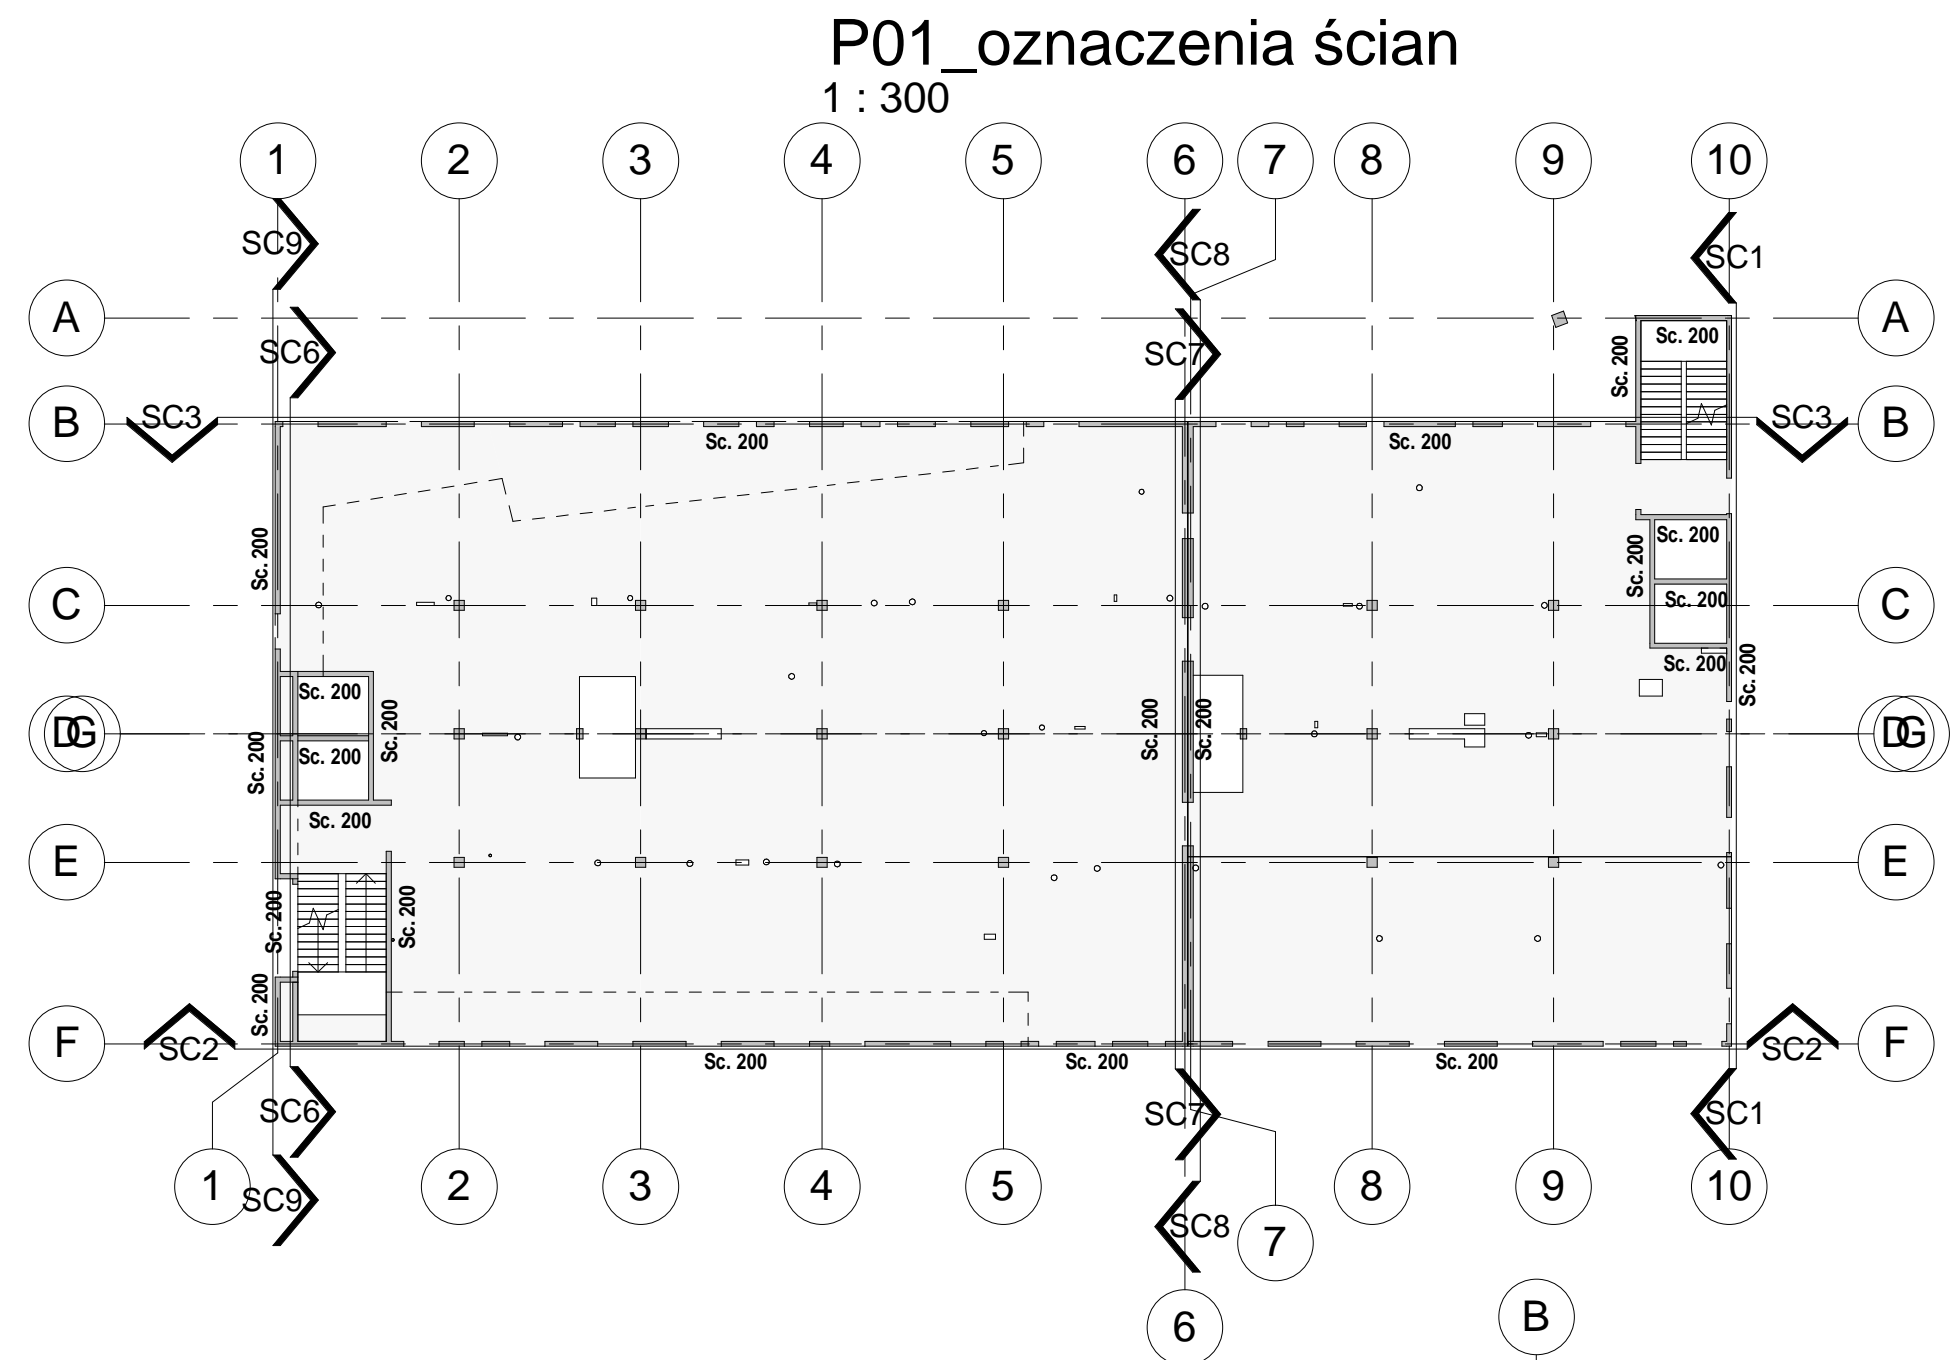 P01_oznaczenia ścian
1 : 300
1 2 3 4 5 6 7 8 9 10
SC9 SC8 SC1
A A
SC6 SC7
Sc. 200
Sc. 200
B SC3 SC3 B
Sc. 200 Sc. 200
Sc. 200
Sc. 200
Sc. 200
C Sc. 200 C
Sc. 200
Sc. 200
Sc. 200
Sc. 200
Sc. 200
Sc. 200
D G D G
Sc. 200
Sc. 200
Sc. 200
Sc. 200
E E
Sc. 200
Sc. 200
Sc. 200
F SC2 SC2 F
Sc. 200 Sc. 200 Sc. 200
SC6 SC7 SC1
1 SC9 2 3 4 5 8 9 10
SC8 7
6 B